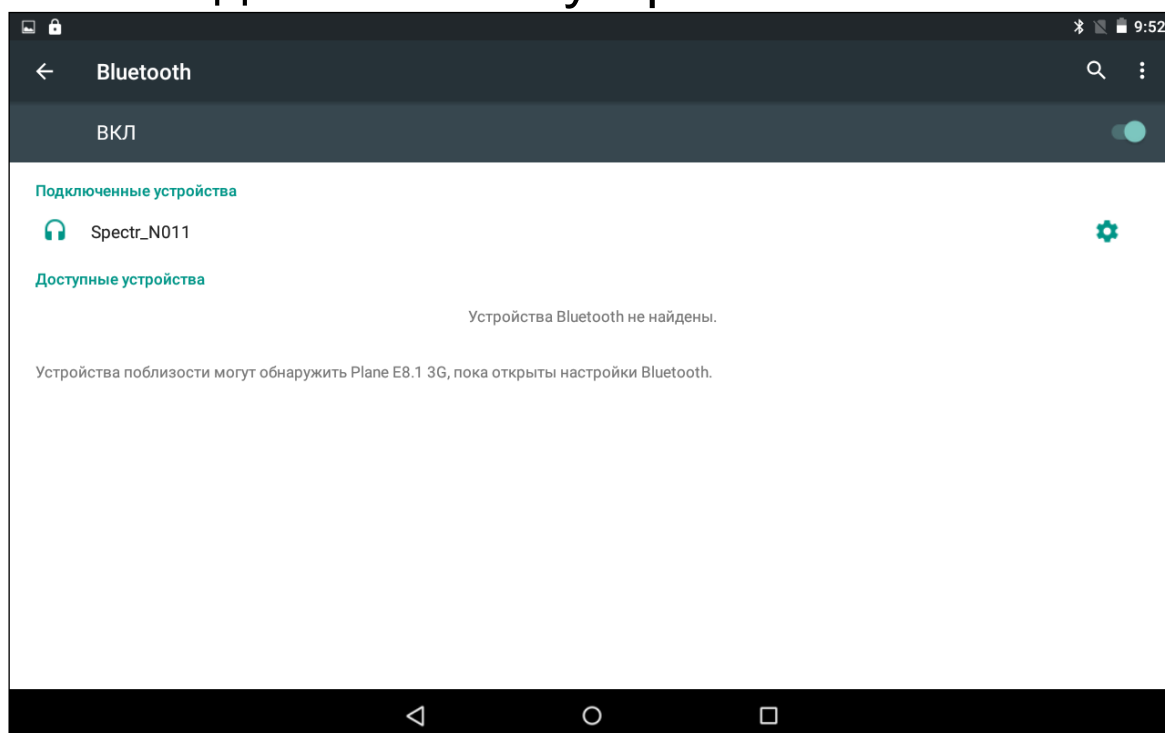 9:52
Bluetooth
ВКЛ
Подключенные устройства
Spectr_N011
Доступные устройства
Устройства Bluetooth не найдены.
Устройства поблизости могут обнаружить Plane E8.1 3G, пока открыты настройки Bluetooth.